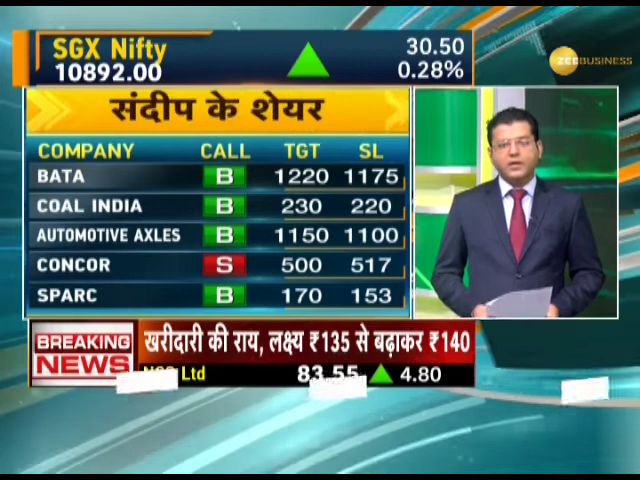 SGX Nifty 30.50
10892.00 0.28%
ZEEBUSINESS
संदीप के शेयर
COMPANY CALL TGT SL
BATA B 1220 1175
COAL INDIA B 230 220
AUTOMOTIVE AXLES B 1150 1100
CONCOR S 500 517
SPARC B 170 153
BREAKING NEWS
खरीदारी की राय, लक्ष्य ₹135 से बढ़ाकर ₹140
Ltd 83.55 4.80